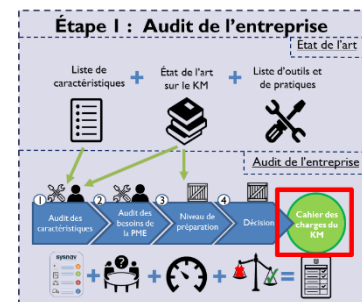 Étape 1 : Audit de l'entreprise
État de l'art
Liste de
caractéristiques
+
État de l'art
sur le KM
+
Liste d'outils et
de pratiques
Audit de l'entreprise
1
Audit des
caractéristiques
2
Audit des
besoins de
la PME
3
Niveau de
préparation
4
Décision
Cahier des
charges du
KM
sysnav
+
?
+
+
=